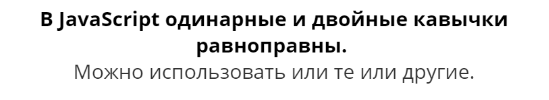 В JavaScript одинарные и двойные кавычки
равноправны.
Можно использовать или те или другие.